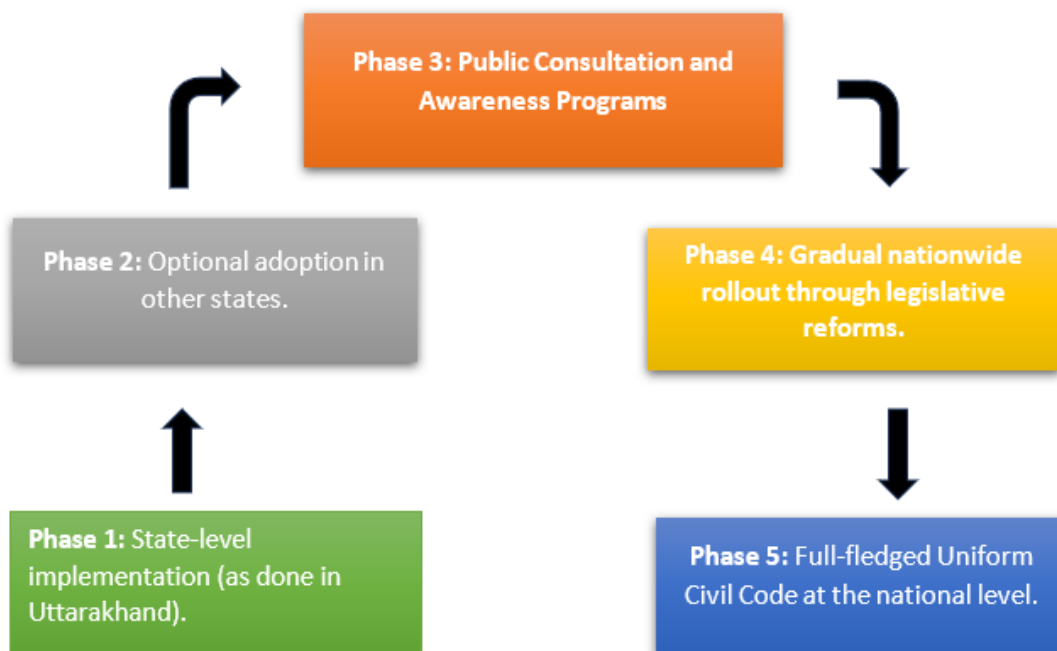 Phase 1: State-level
implementation (as done in
Uttarakhand).
Phase 2: Optional adoption in
other states.
Phase 3: Public Consultation and
Awareness Programs
Phase 4: Gradual nationwide
rollout through legislative
reforms.
Phase 5: Full-fledged Uniform
Civil Code at the national level.